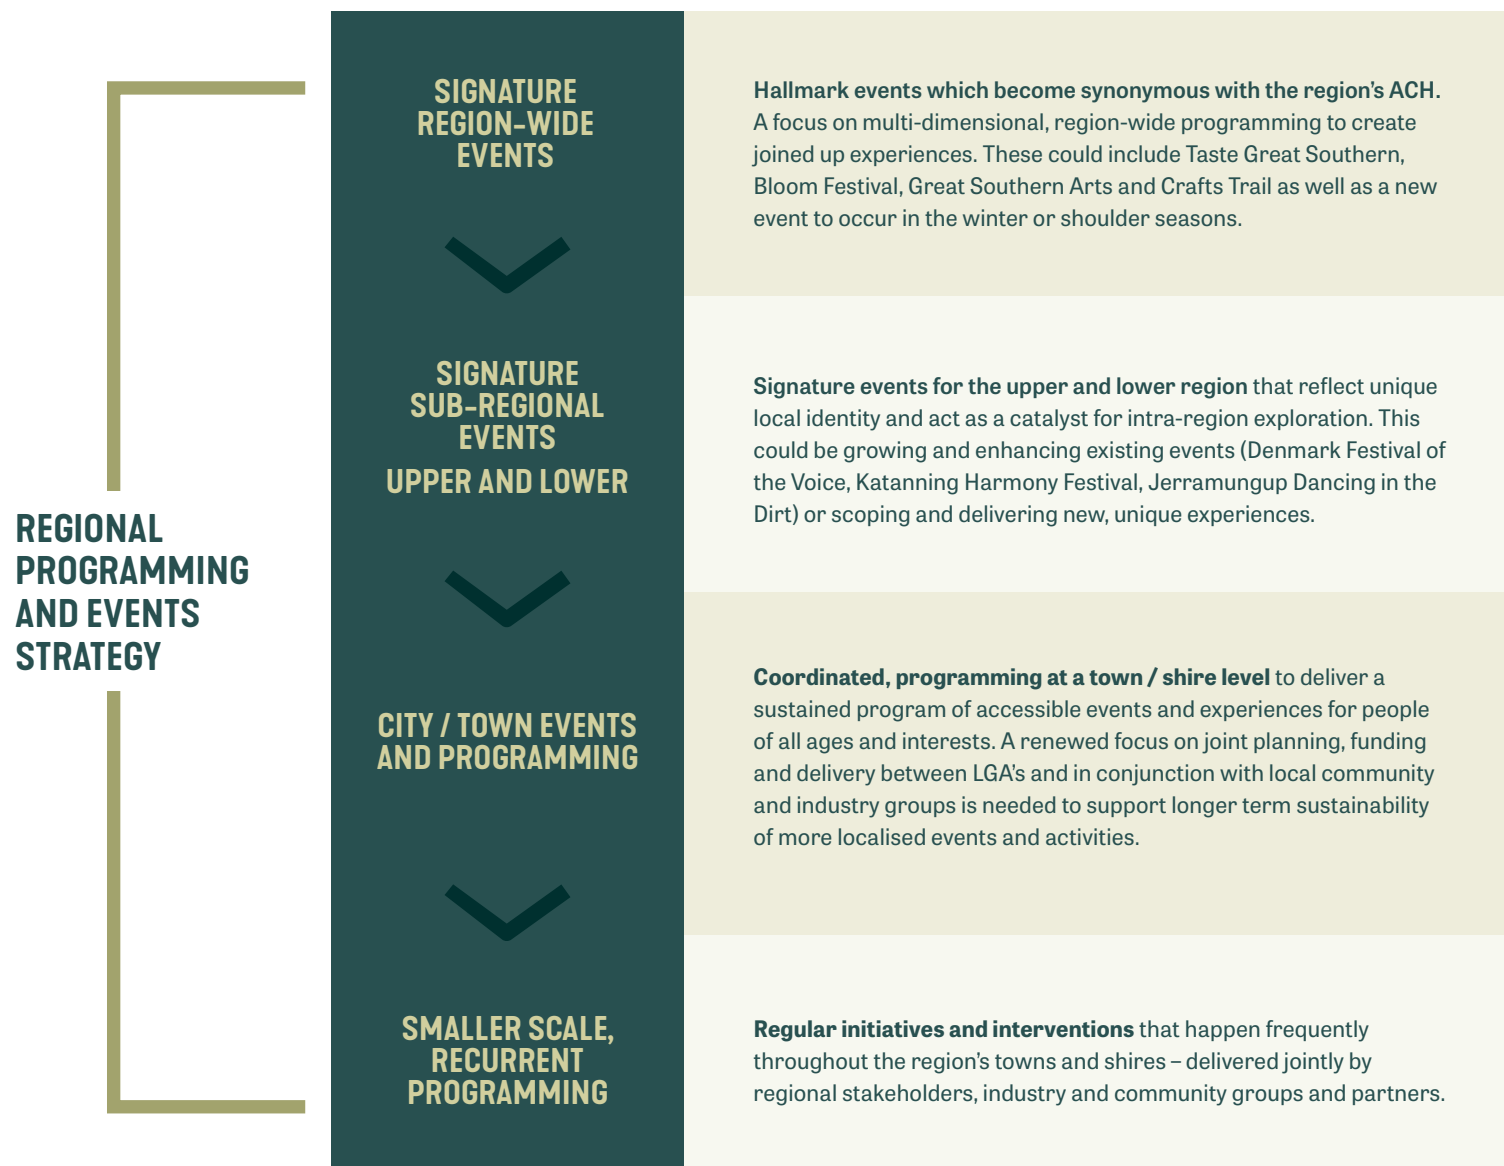 REGIONAL
PROGRAMMING
AND EVENTS
STRATEGY
SIGNATURE
REGION-WIDE
EVENTS
Hallmark events which become synonymous with the region's ACH.
A focus on multi-dimensional, region-wide programming to create
joined up experiences. These could include Taste Great Southern,
Bloom Festival, Great Southern Arts and Crafts Trail as well as a new
event to occur in the winter or shoulder seasons.
SIGNATURE
SUB-REGIONAL
EVENTS
UPPER AND LOWER
Signature events for the upper and lower region that reflect unique
local identity and act as a catalyst for intra-region exploration. This
could be growing and enhancing existing events (Denmark Festival of
the Voice, Katanning Harmony Festival, Jerramungup Dancing in the
Dirt) or scoping and delivering new, unique experiences.
CITY / TOWN EVENTS
AND PROGRAMMING
Coordinated, programming at a town / shire level to deliver a
sustained program of accessible events and experiences for people
of all ages and interests. A renewed focus on joint planning, funding
and delivery between LGA's and in conjunction with local community
and industry groups is needed to support longer term sustainability
of more localised events and activities.
SMALLER SCALE,
RECURRENT
PROGRAMMING
Regular initiatives and interventions that happen frequently
throughout the region's towns and shires – delivered jointly by
regional stakeholders, industry and community groups and partners.